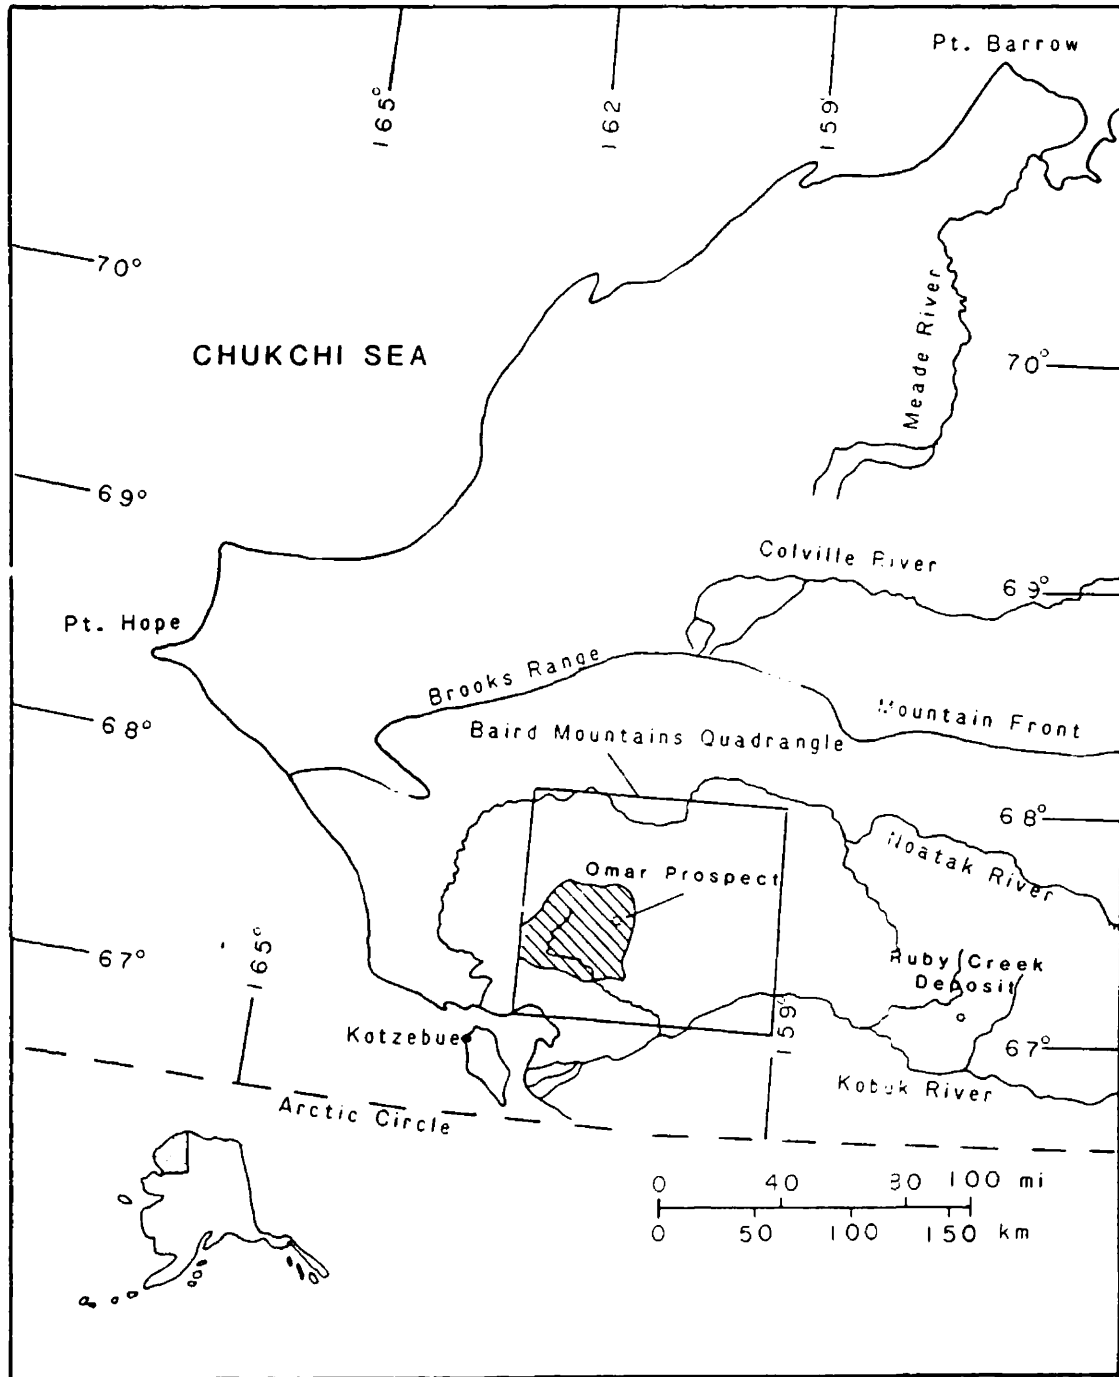 Pt. Barrow
165°
162
159°
70°
CHUKCHI SEA
Meade River
70°
69°
Colville River
69°
Pt. Hope
Brooks Range
Mountain Front
68°
Baird Mountains Quadrangle
68°
Noatak River
Omar Prospect
67°
165°
Ruby Creek
Deposit
159°
Kotzebue
67°
Kobuk River
Arctic Circle
0 40 80 100 mi
0 50 100 150 km